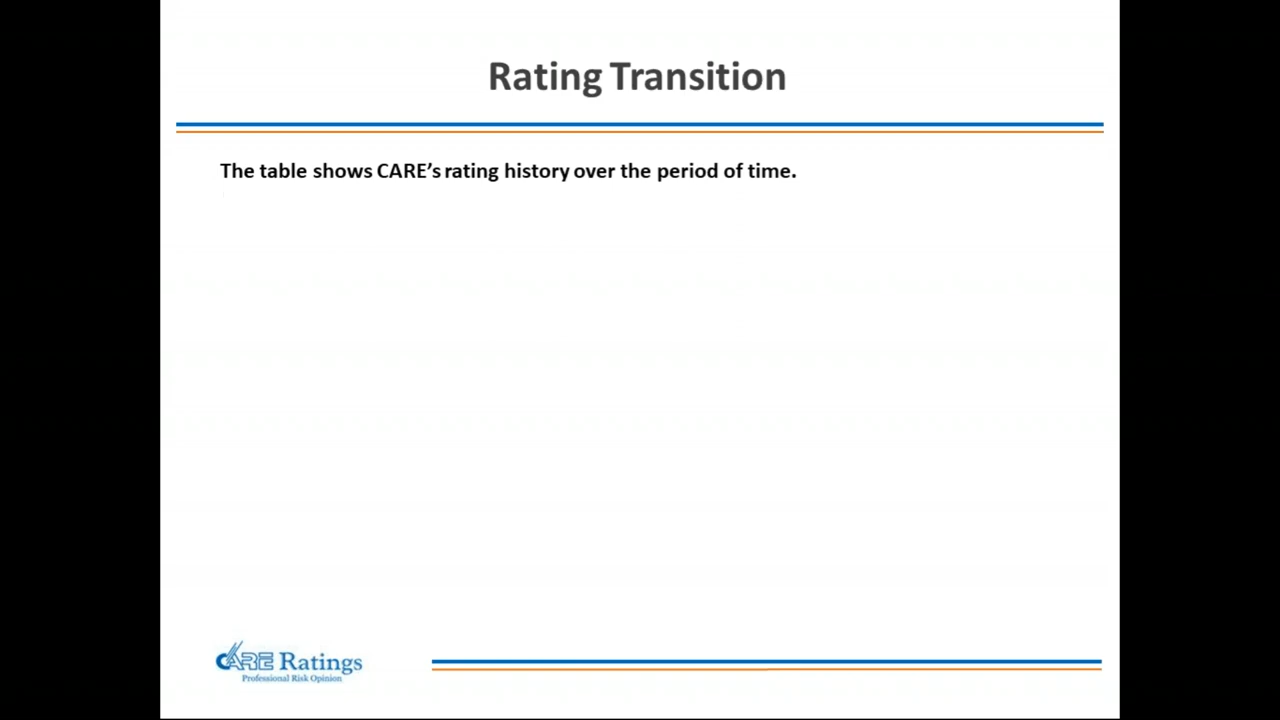 Rating Transition
The table shows CARE's rating history over the period of time.
CARE Ratings
Professional Risk Opinion